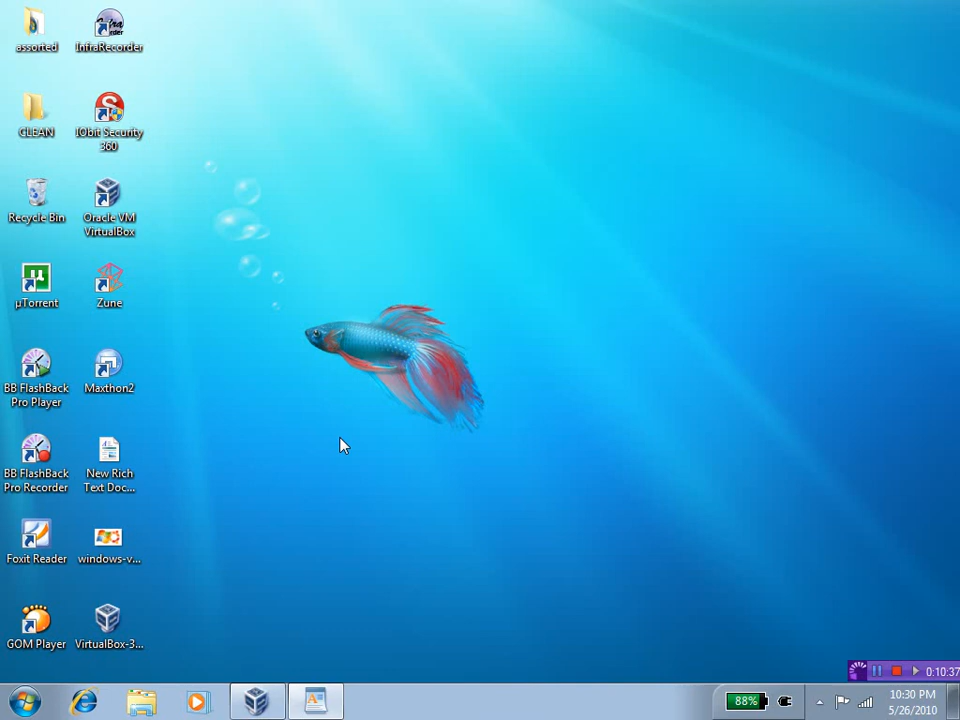 assorted
InfraRecorder
CLEAN
IObit Security
360
Recycle Bin
Oracle VM
VirtualBox
µTorrent
Zune
BB FlashBack
Pro Player
Maxthon2
BB FlashBack
Pro Recorder
New Rich
Text Doc...
Foxit Reader
windows-v...
GOM Player
VirtualBox-3...
0:10:37
88%
10:30 PM
5/26/2010